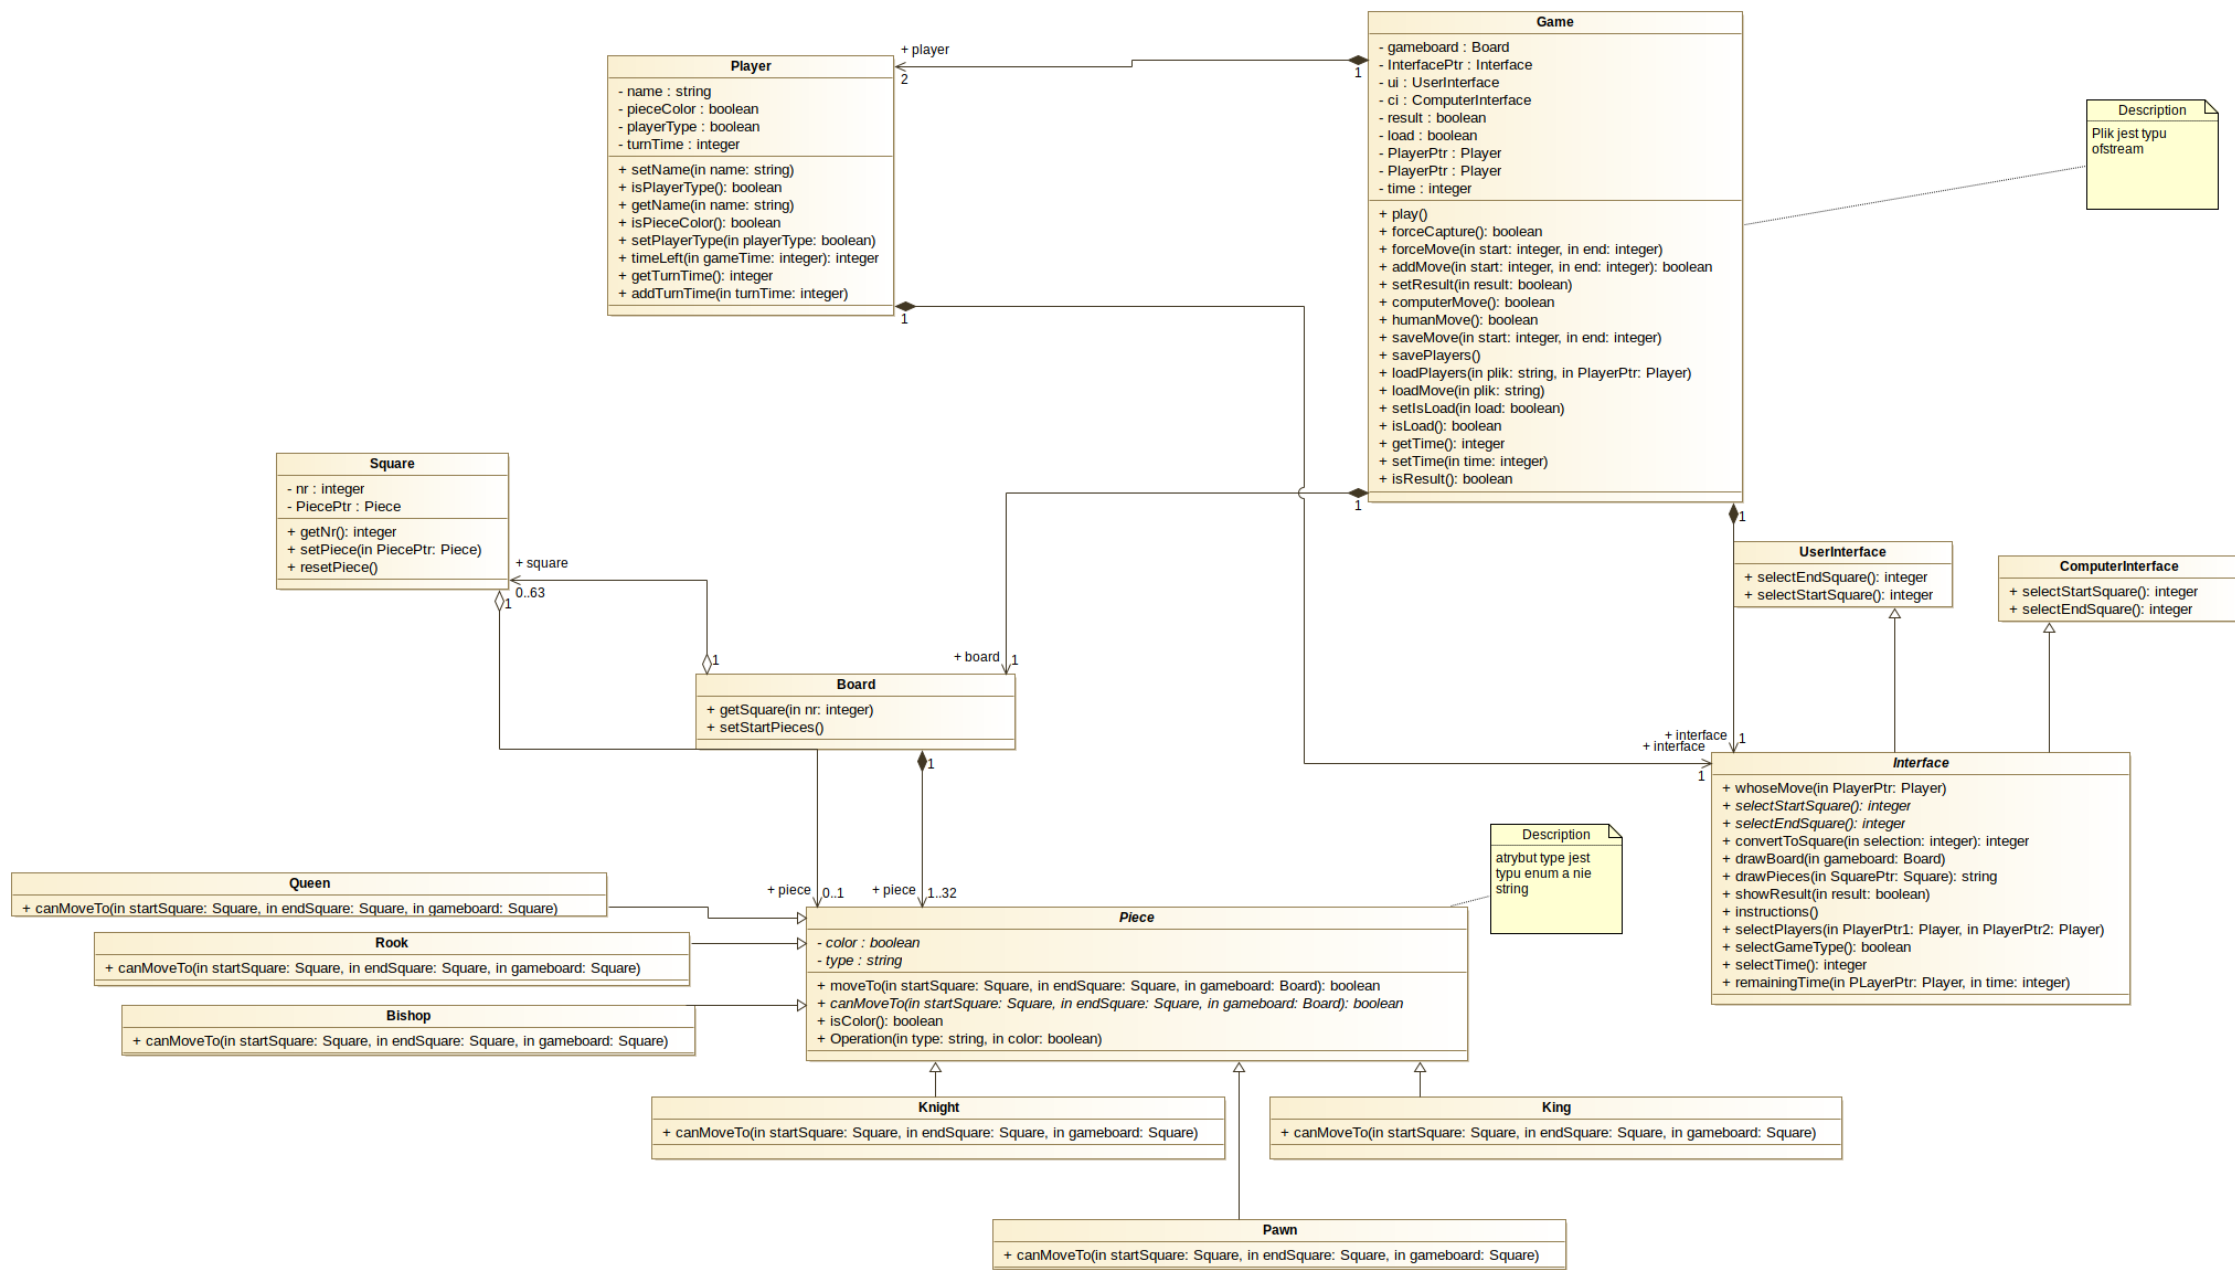 Game
- gameboard : Board
- InterfacePtr : Interface
- ui : UserInterface
- ci : ComputerInterface
- result : boolean
- load : boolean
- PlayerPtr : Player
- PlayerPtr : Player
- time : integer
+ play()
+ forceCapture(): boolean
+ forceMove(in start: integer, in end: integer)
+ addMove(in start: integer, in end: integer): boolean
+ setResult(in result: boolean)
+ computerMove(): boolean
+ humanMove(): boolean
+ saveMove(in start: integer, in end: integer)
+ savePlayers()
+ loadPlayers(in plik: string, in PlayerPtr: Player)
+ loadMove(in plik: string)
+ setIsLoad(in load: boolean)
+ isLoad(): boolean
+ getTime(): integer
+ setTime(in time: integer)
+ isResult(): boolean
+ player
2
1
Player
- name : string
- pieceColor : boolean
- playerType : boolean
- turnTime : integer
+ setName(in name: string)
+ isPlayerType(): boolean
+ getName(in name: string)
+ isPieceColor(): boolean
+ setPlayerType(in playerType: boolean)
+ timeLeft(in gameTime: integer): integer
+ getTurnTime(): integer
+ addTurnTime(in turnTime: integer)
1
Description
Plik jest typu
ofstream
Square
- nr : integer
- PiecePtr : Piece
+ getNr(): integer
+ setPiece(in PiecePtr: Piece)
+ resetPiece()
1
+ square
0..63
1
1
1
UserInterface
+ selectEndSquare(): integer
+ selectStartSquare(): integer
ComputerInterface
+ selectStartSquare(): integer
+ selectEndSquare(): integer
+ board
1
Board
+ getSquare(in nr: integer)
+ setStartPieces()
1
+ interface
1
+ interface
1
Interface
+ whoseMove(in PlayerPtr: Player)
+ selectStartSquare(): integer
+ selectEndSquare(): integer
+ convertToSquare(in selection: integer): integer
+ drawBoard(in gameboard: Board)
+ drawPieces(in SquarePtr: Square): string
+ showResult(in result: boolean)
+ instructions()
+ selectPlayers(in PlayerPtr1: Player, in PlayerPtr2: Player)
+ selectGameType(): boolean
+ selectTime(): integer
+ remainingTime(in PLayerPtr: Player, in time: integer)
Description
atrybut type jest
typu enum a nie
string
+ piece
0..1
+ piece
1..32
Queen
+ canMoveTo(in startSquare: Square, in endSquare: Square, in gameboard: Square)
Rook
+ canMoveTo(in startSquare: Square, in endSquare: Square, in gameboard: Square)
Bishop
+ canMoveTo(in startSquare: Square, in endSquare: Square, in gameboard: Square)
Piece
- color : boolean
- type : string
+ moveTo(in startSquare: Square, in endSquare: Square, in gameboard: Board): boolean
+ canMoveTo(in startSquare: Square, in endSquare: Square, in gameboard: Board): boolean
+ isColor(): boolean
+ Operation(in type: string, in color: boolean)
Knight
+ canMoveTo(in startSquare: Square, in endSquare: Square, in gameboard: Square)
King
+ canMoveTo(in startSquare: Square, in endSquare: Square, in gameboard: Square)
Pawn
+ canMoveTo(in startSquare: Square, in endSquare: Square, in gameboard: Square)